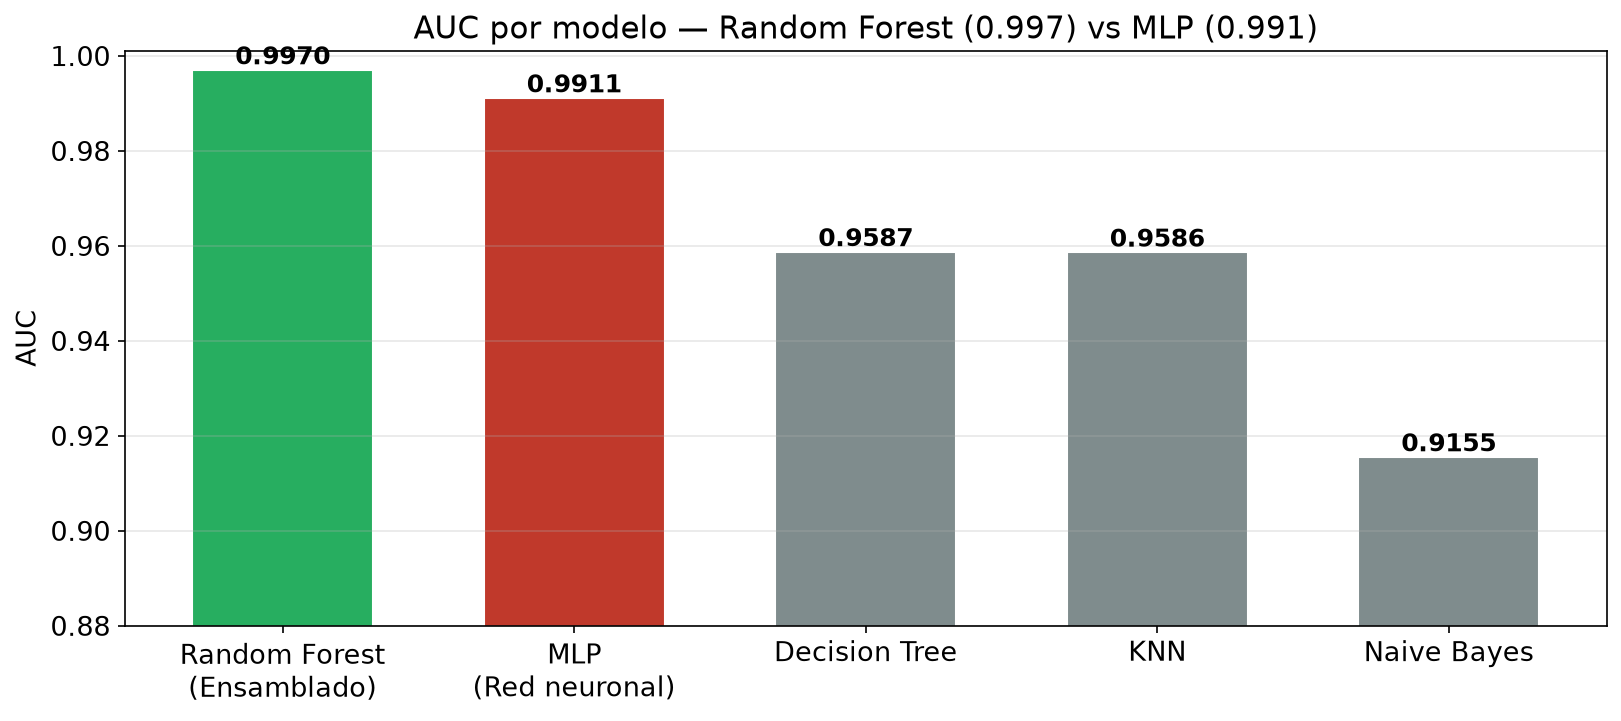 AUC por modelo — Random Forest (0.997) vs MLP (0.991)
AUC
1.00
0.98
0.96
0.94
0.92
0.90
0.88
0.9970
0.9911
0.9587
0.9586
0.9155
Random Forest
(Ensamblado)
MLP
(Red neuronal)
Decision Tree
KNN
Naive Bayes